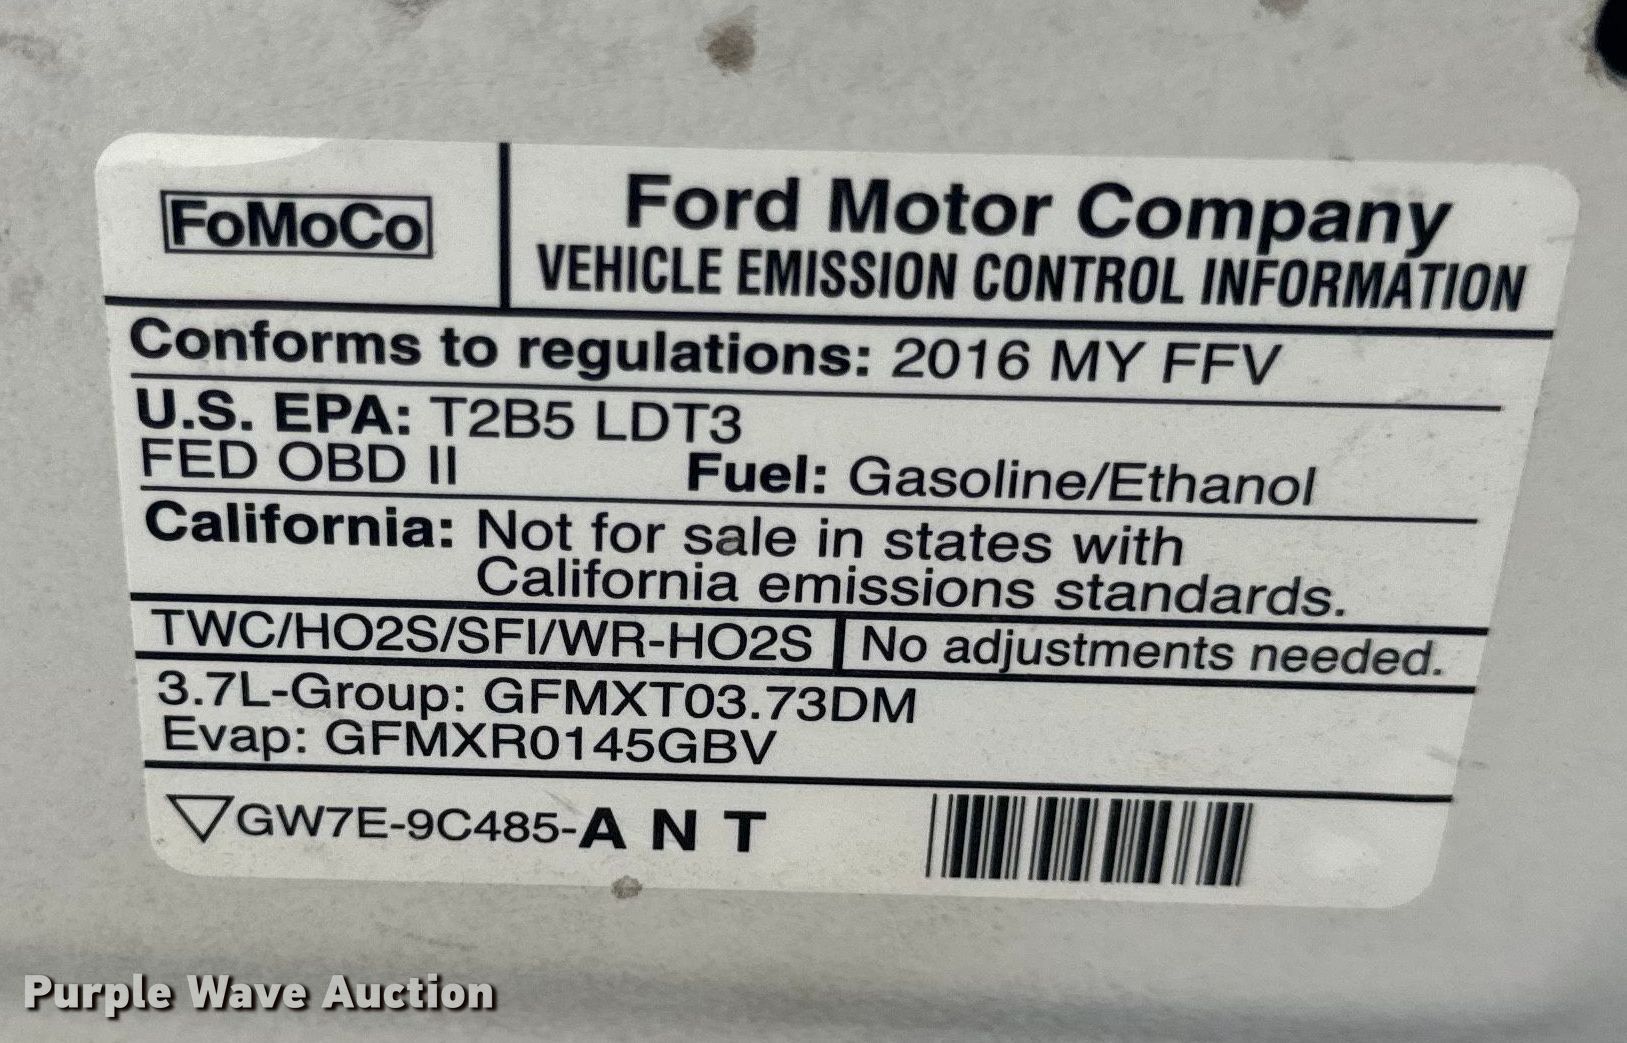 FoMoCo
Ford Motor Company
VEHICLE EMISSION CONTROL INFORMATION
Conforms to regulations: 2016 MY FFV
U.S. EPA: T2B5 LDT3
FED OBD II Fuel: Gasoline/Ethanol
California: Not for sale in states with
California emissions standards.
TWC/HO2S/SFI/WR-HO2S No adjustments needed.
3.7L-Group: GFMXT03.73DM
Evap: GFMXR0145GBV
GW7E-9C485-A N T
Purple Wave Auction